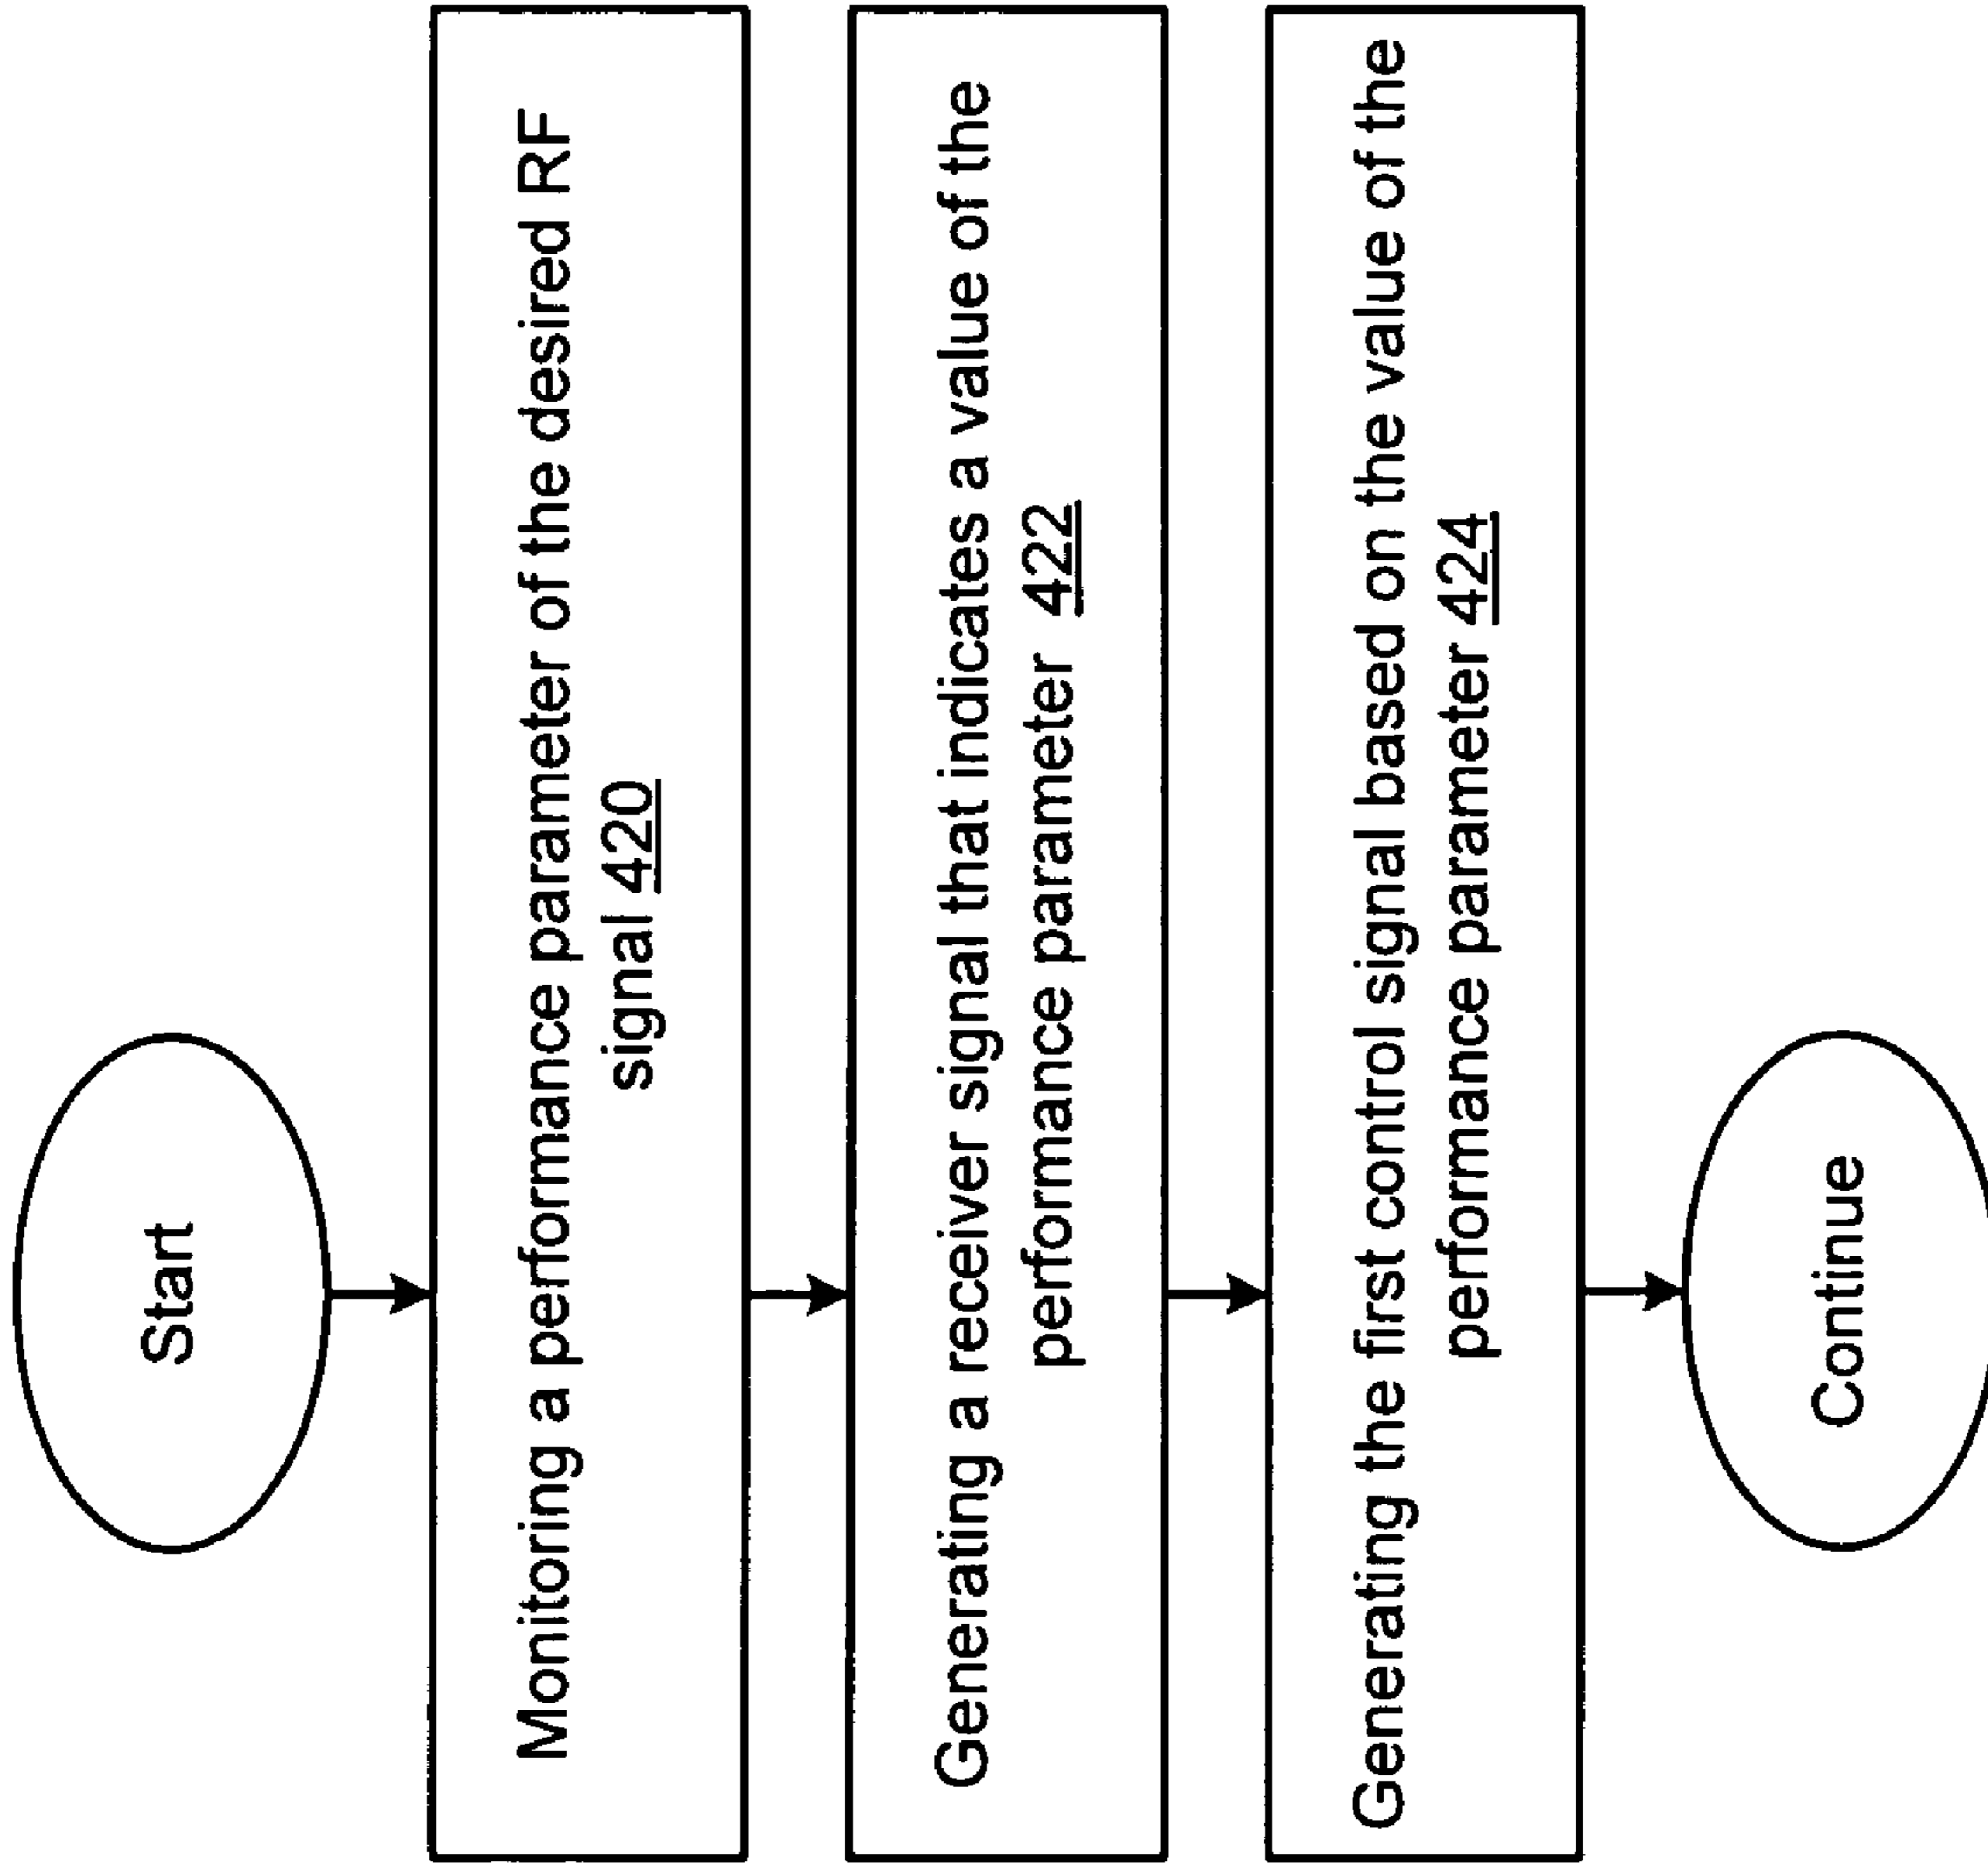 Start
Monitoring a performance parameter of the desired RF
signal 420
Generating a receiver signal that indicates a value of the
performance parameter 422
Generating the first control signal based on the value of the
performance parameter 424
Continue